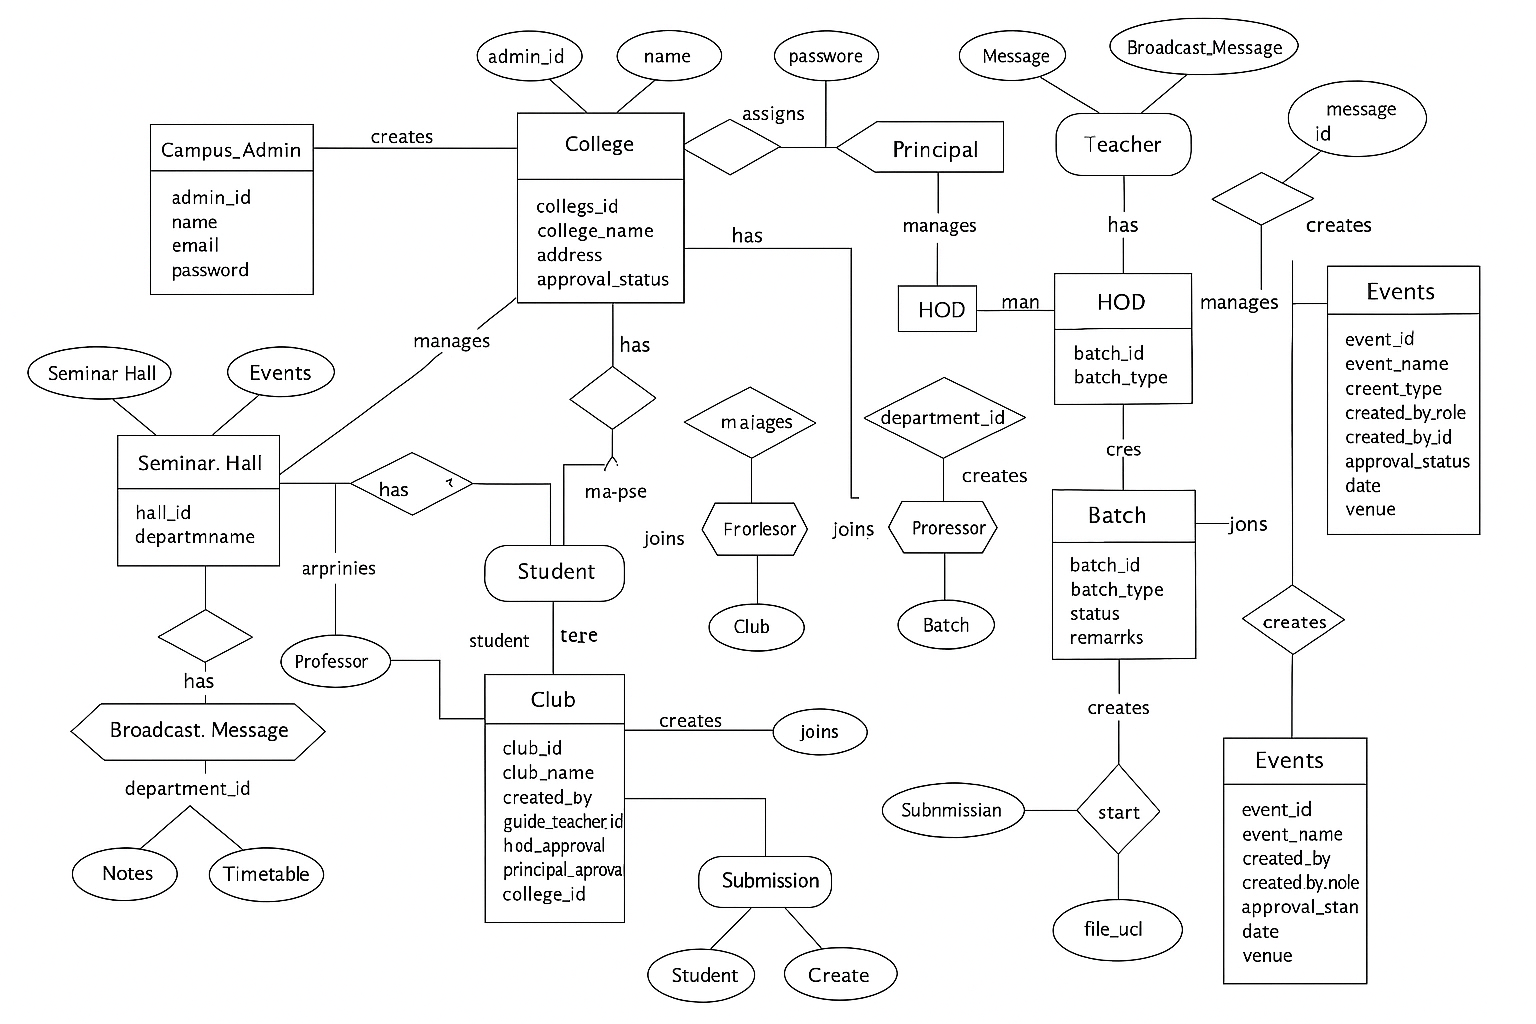 admin_id
name
passwore
Message
Broadcast_Message
message
id
assigns
creates
Campus_Admin
College
Principal
Teacher
admin_id
name
email
password
collegs_id
college_name
address
approval_status
has
manages
has
creates
HOD
man
HOD
manages
Events
batch_id
batch_type
event_id
event_name
creent_type
created_by_role
created_by_id
approval_status
date
venue
manages
has
Seminar Hall
Events
maiages
department_id
cres
Seminar. Hall
has
ma-pse
creates
hall_id
departmname
joins
Frorlesor
joins
Proressor
Batch
jons
arprinies
Student
batch_id
batch_type
status
remarrks
student
tere
Club
Batch
creates
Professor
has
Broadcast. Message
Club
creates
joins
creates
Events
club_id
club_name
created_by
guide_teacher.id
hod_approval
principal_aproval
college_id
department_id
Notes
Timetable
Subnmissian
start
event_id
event_name
created_by
created.by.nole
approval_stan
date
venue
Submission
file_ucl
Student
Create